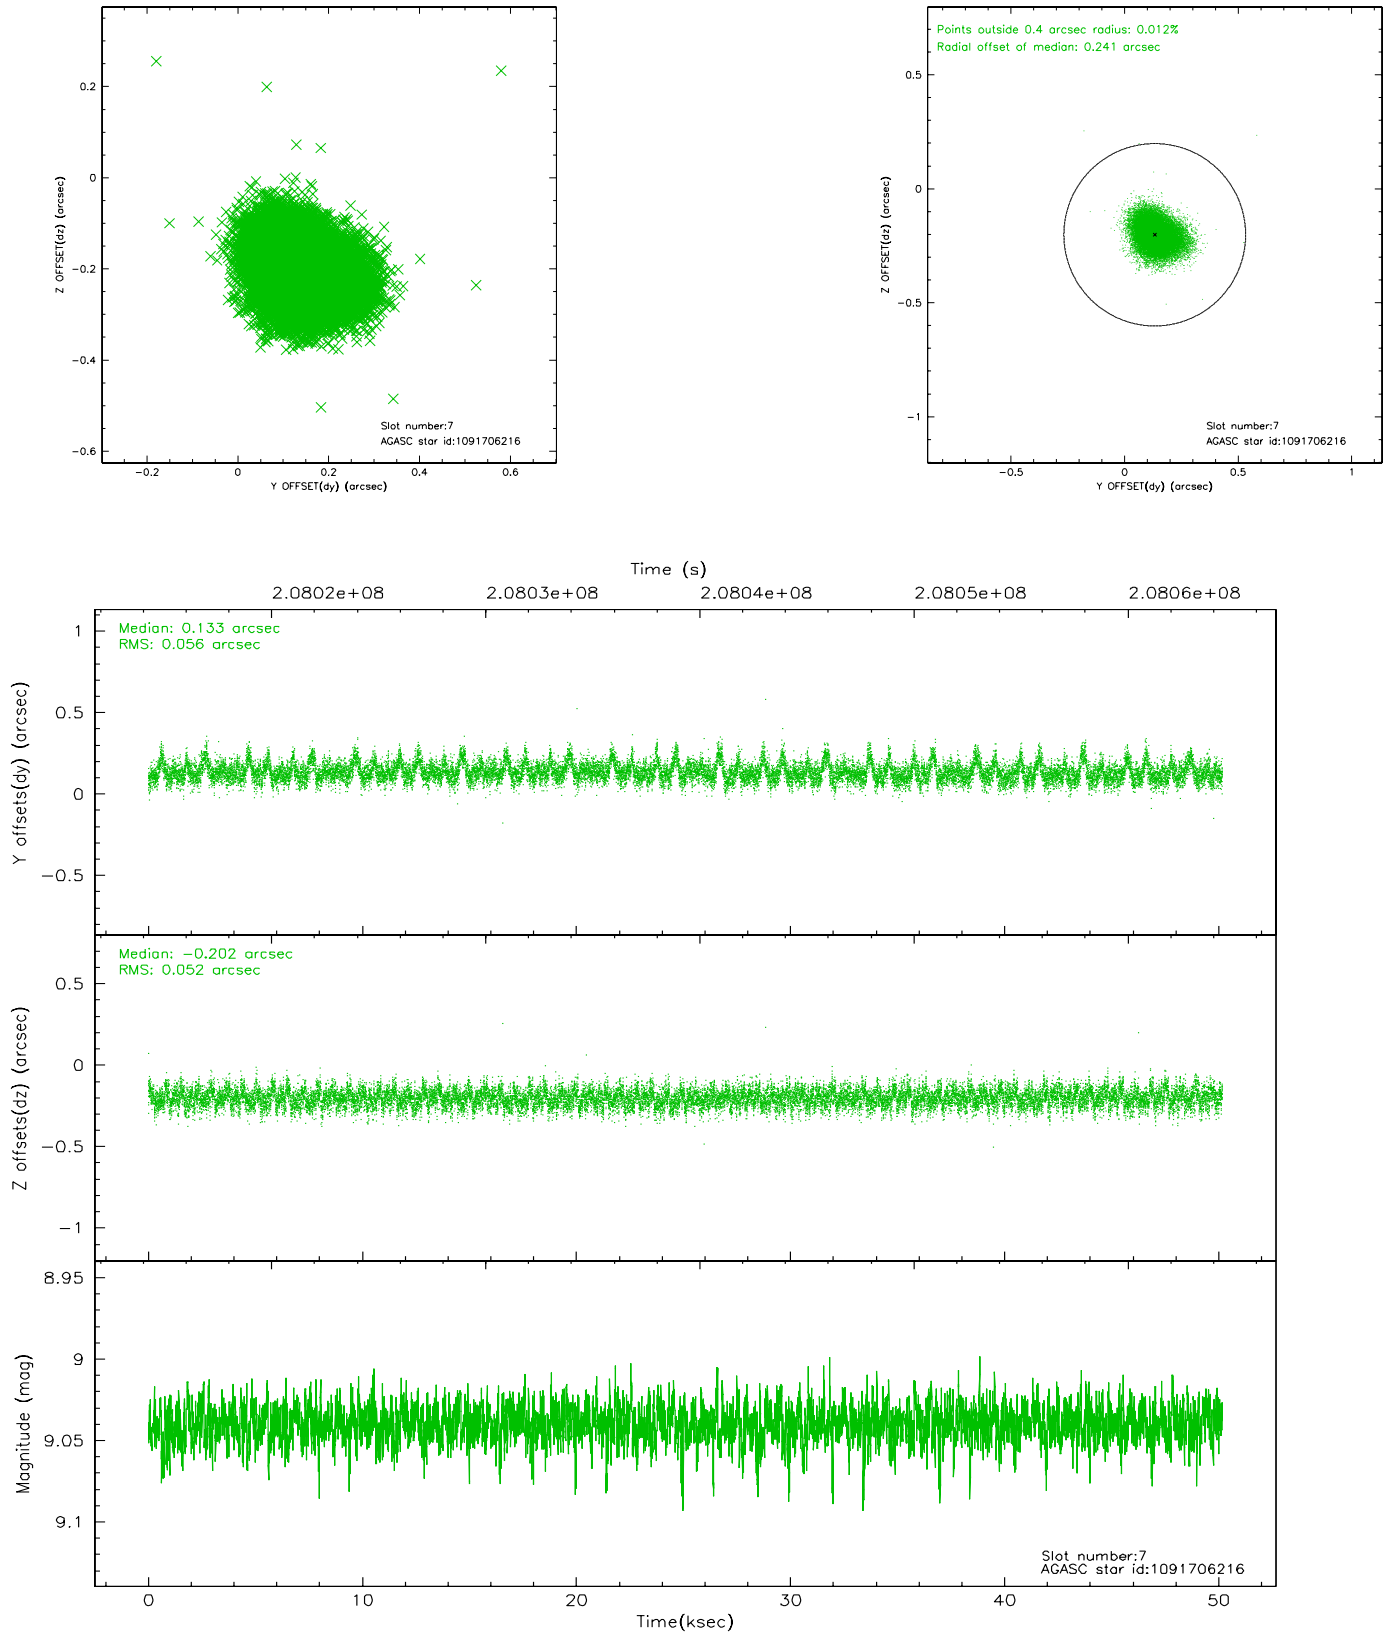 0.2
0
−0.2
−0.4
−0.6
Z OFFSET(dz) (arcsec)
−0.2
0
0.2
0.4
0.6
Y OFFSET(dy) (arcsec)
Slot number:7
AGASC star id:1091706216
Points outside 0.4 arcsec radius: 0.012%
Radial offset of median: 0.241 arcsec
0.5
0
−0.5
−1
Z OFFSET(dz) (arcsec)
−0.5
0
0.5
1
Y OFFSET(dy) (arcsec)
Slot number:7
AGASC star id:1091706216
Time (s)
2.0802e+08
2.0803e+08
2.0804e+08
2.0805e+08
2.0806e+08
Median: 0.133 arcsec
RMS: 0.056 arcsec
1
0.5
0
−0.5
Y offsets(dy) (arcsec)
Median: −0.202 arcsec
RMS: 0.052 arcsec
0.5
0
−0.5
−1
Z offsets(dz) (arcsec)
8.95
9
9.05
9.1
Magnitude (mag)
Slot number:7
AGASC star id:1091706216
0
10
20
30
40
50
Time(ksec)